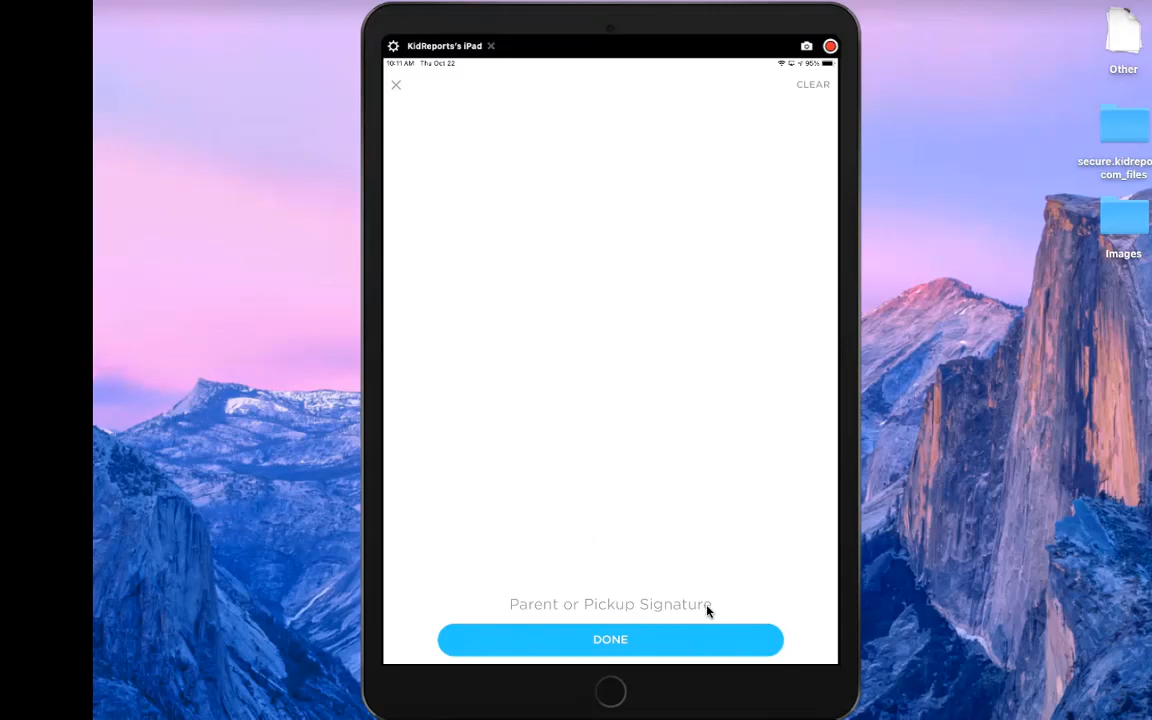 KidReports's iPad
10:11 AM Thu Oct 22
95%
CLEAR
Parent or Pickup Signature
DONE
Other
secure.kidrepo
com_files
Images